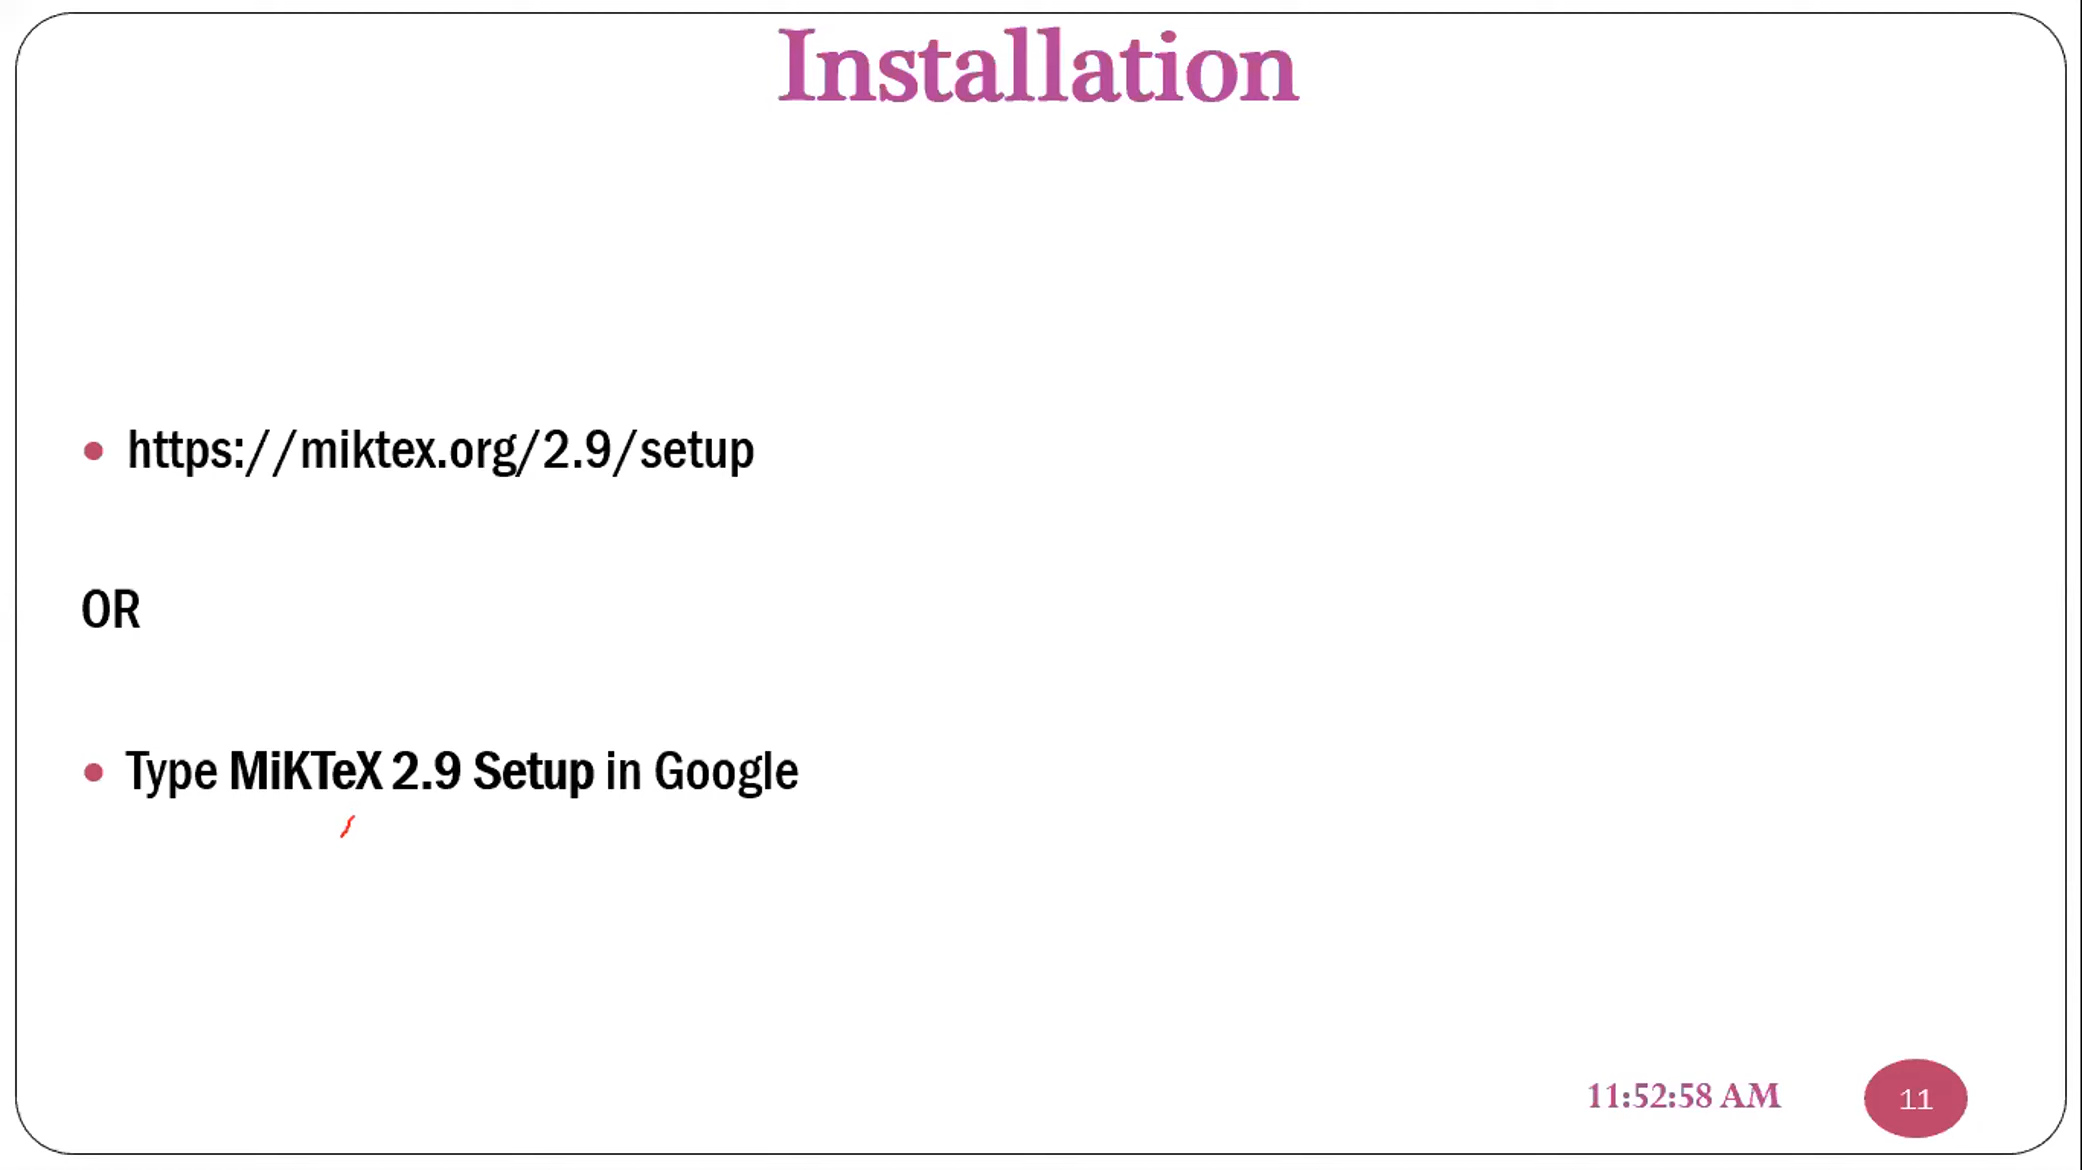 Installation
• https://miktex.org/2.9/setup
OR
• Type MiKTeX 2.9 Setup in Google
11:52:58 AM
11